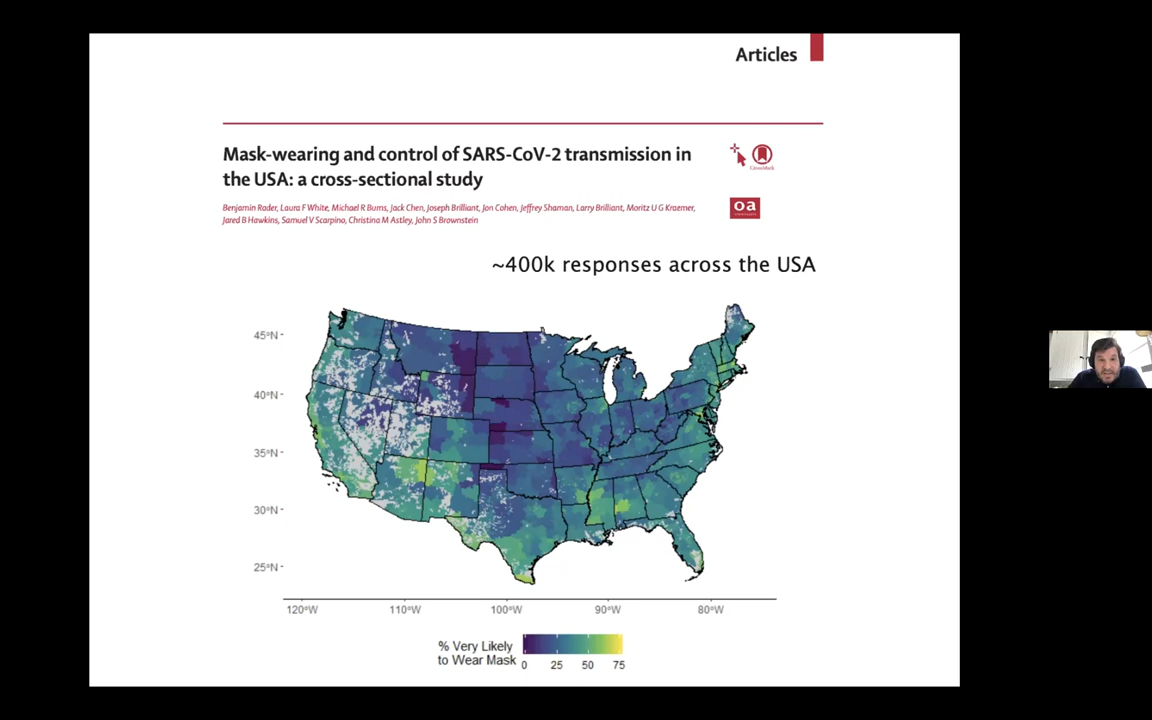 Articles
Mask-wearing and control of SARS-CoV-2 transmission in
the USA: a cross-sectional study
Benjamin Rader, Laura F White, Michael R Burns, Jack Chen, Joseph Brilliant, Jon Cohen, Jeffrey Shaman, Larry Brilliant, Moritz U G Kraemer,
Jared B Hawkins, Samuel V Scarpino, Christina M Astley, John S Brownstein
CrossMark
oa
~400k responses across the USA
45°N
40°N
35°N
30°N
25°N
120°W 110°W 100°W 90°W 80°W
% Very Likely
to Wear Mask
0 25 50 75